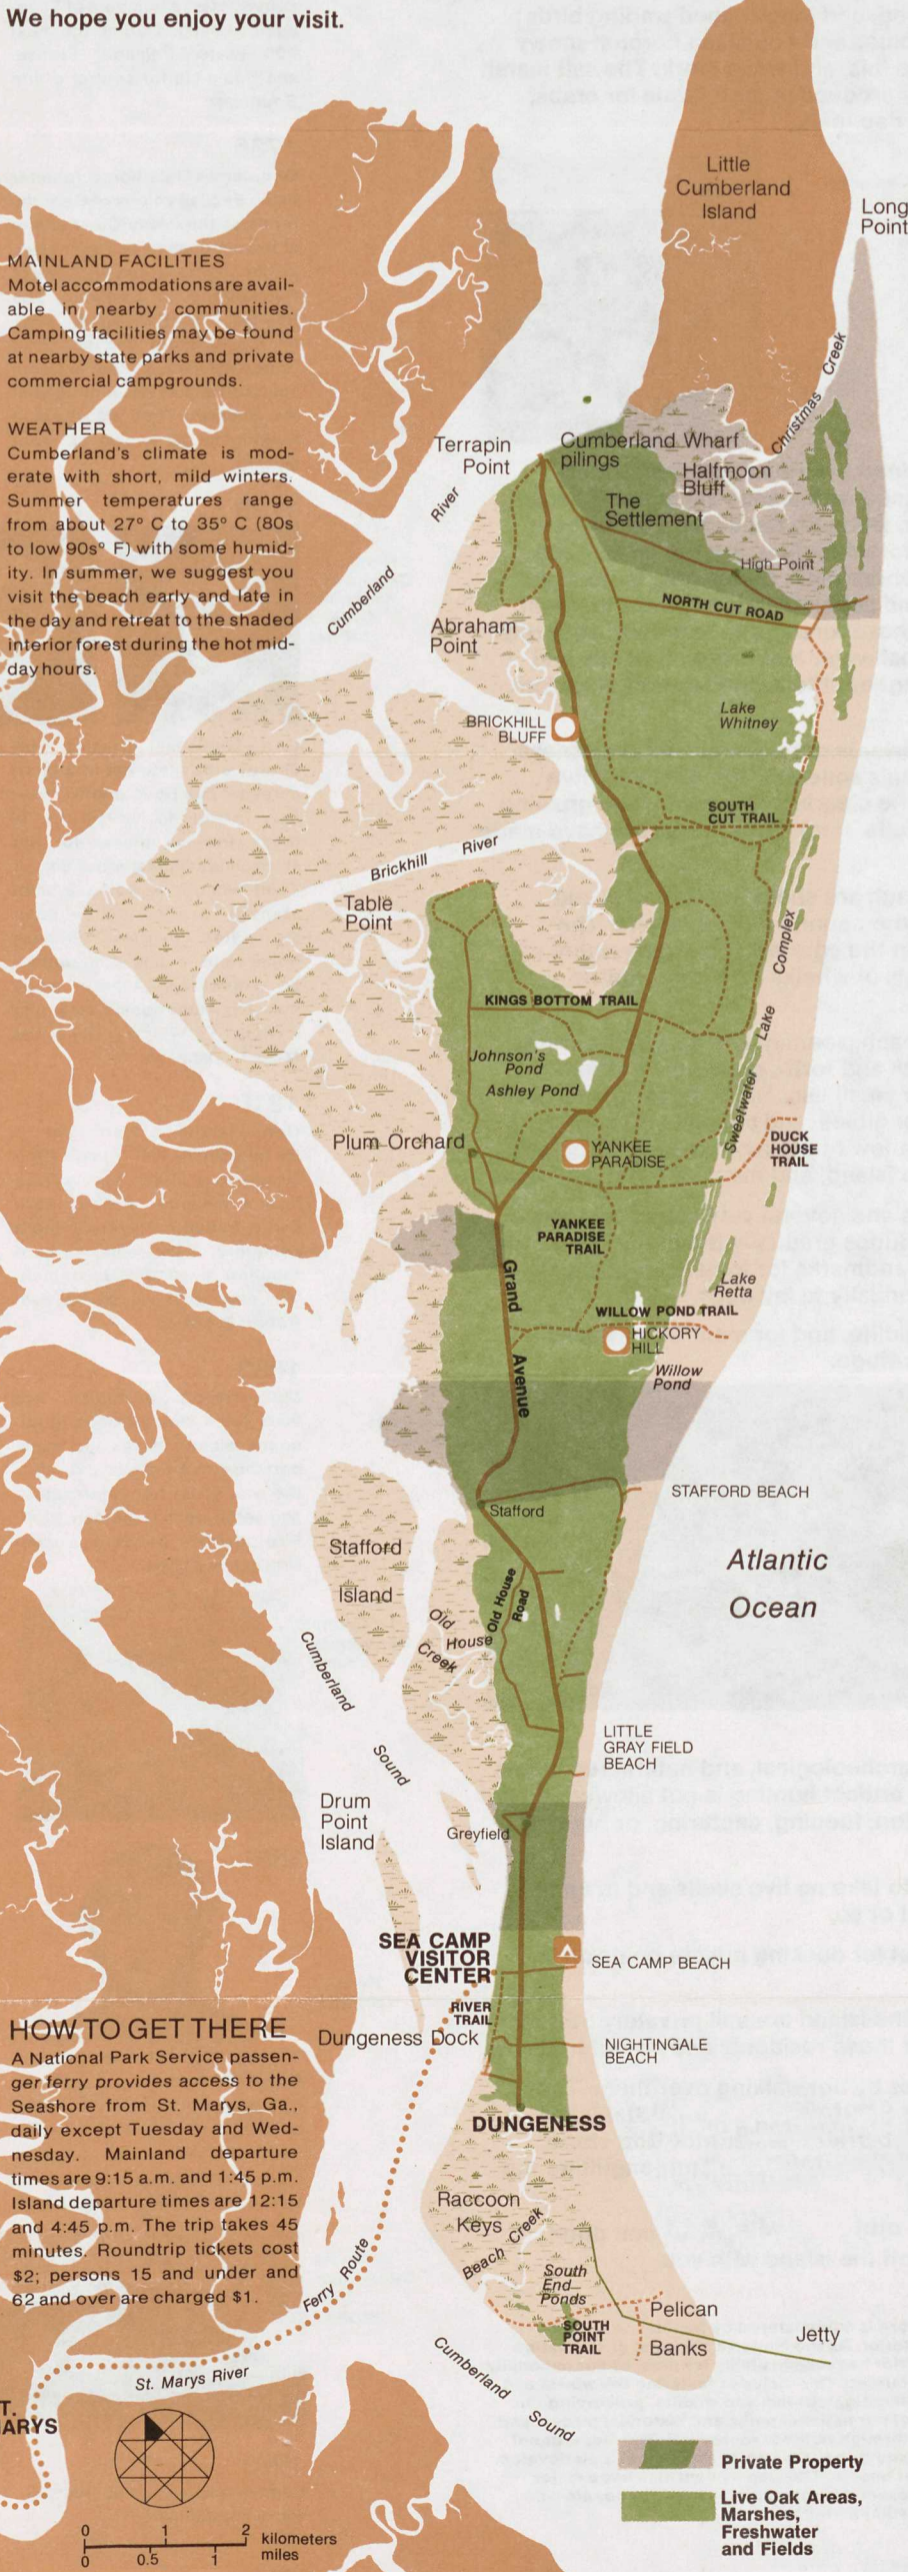 We hope you enjoy your visit.
Little
Cumberland
Island
Long
Point
MAINLAND FACILITIES
Motel accommodations are avail-
able in nearby communities.
Camping facilities may be found
at nearby state parks and private
commercial campgrounds.
WEATHER
Cumberland's climate is mod-
erate with short, mild winters.
Summer temperatures range
from about 27° C to 35° C (80s
to low 90s° F) with some humid-
ity. In summer, we suggest you
visit the beach early and late in
the day and retreat to the shaded
interior forest during the hot mid-
day hours.
Christmas Creek
Terrapin
Point
Cumberland Wharf
pilings
Halfmoon
Bluff
The
Settlement
High Point
Cumberland River
NORTH CUT ROAD
Abraham
Point
Lake
Whitney
BRICKHILL
BLUFF
SOUTH
CUT TRAIL
Brickhill River
Table
Point
Sweetwater Lake Complex
KINGS BOTTOM TRAIL
Johnson's
Pond
Ashley Pond
Plum Orchard
YANKEE
PARADISE
DUCK
HOUSE
TRAIL
YANKEE
PARADISE
TRAIL
Grand Avenue
Lake
Retta
WILLOW POND TRAIL
HICKORY
HILL
Willow
Pond
STAFFORD BEACH
Stafford
Stafford
Island
Atlantic
Ocean
Old House
Road
Old
House
Creek
Cumberland Sound
LITTLE
GRAY FIELD
BEACH
Drum
Point
Island
Greyfield
SEA CAMP
VISITOR
CENTER
SEA CAMP BEACH
RIVER
TRAIL
Dungeness Dock
NIGHTINGALE
BEACH
HOW TO GET THERE
A National Park Service passen-
ger ferry provides access to the
Seashore from St. Marys, Ga.,
daily except Tuesday and Wed-
nesday. Mainland departure
times are 9:15 a.m. and 1:45 p.m.
Island departure times are 12:15
and 4:45 p.m. The trip takes 45
minutes. Roundtrip tickets cost
$2; persons 15 and under and
62 and over are charged $1.
DUNGENESS
Raccoon
Keys
Beach Creek
South
End
Ponds
Ferry Route
SOUTH
POINT
TRAIL
Pelican
Banks
Jetty
St. Marys River
Cumberland Sound
T.
ARYS
0 1 2 kilometers
0 0.5 1 miles
Private Property
Live Oak Areas,
Marshes,
Freshwater
and Fields